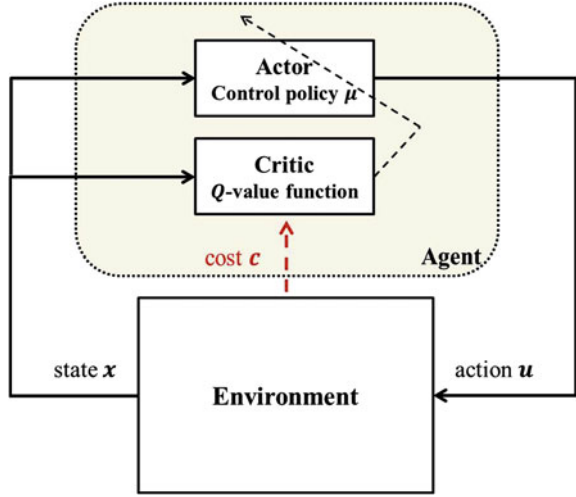 Actor
Control policy μ
Critic
Q-value function
cost c
Agent
state x
action u
Environment